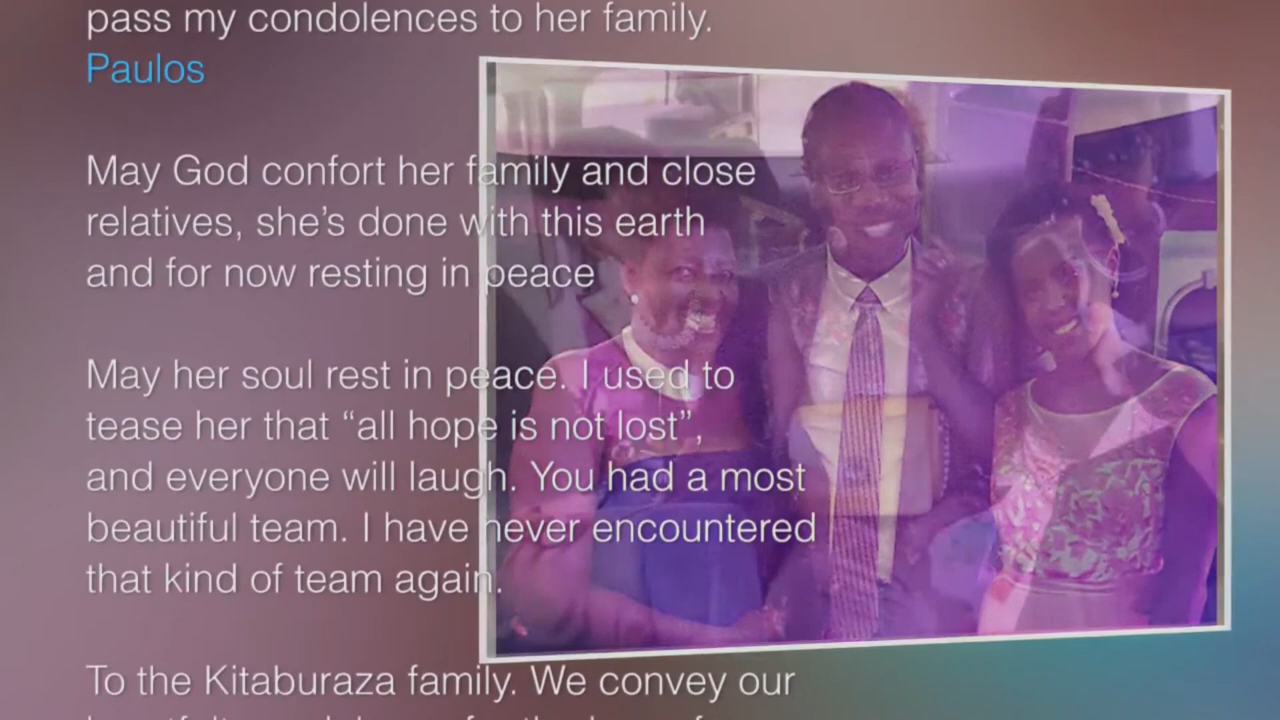 pass my condolences to her family.
Paulos
May God confort her family and close
relatives, she's done with this earth
and for now resting in peace
May her soul rest in peace. I used to
tease her that “all hope is not lost”,
and everyone will laugh. You had a most
beautiful team. I have never encountered
that kind of team again.
To the Kitaburaza family. We convey our